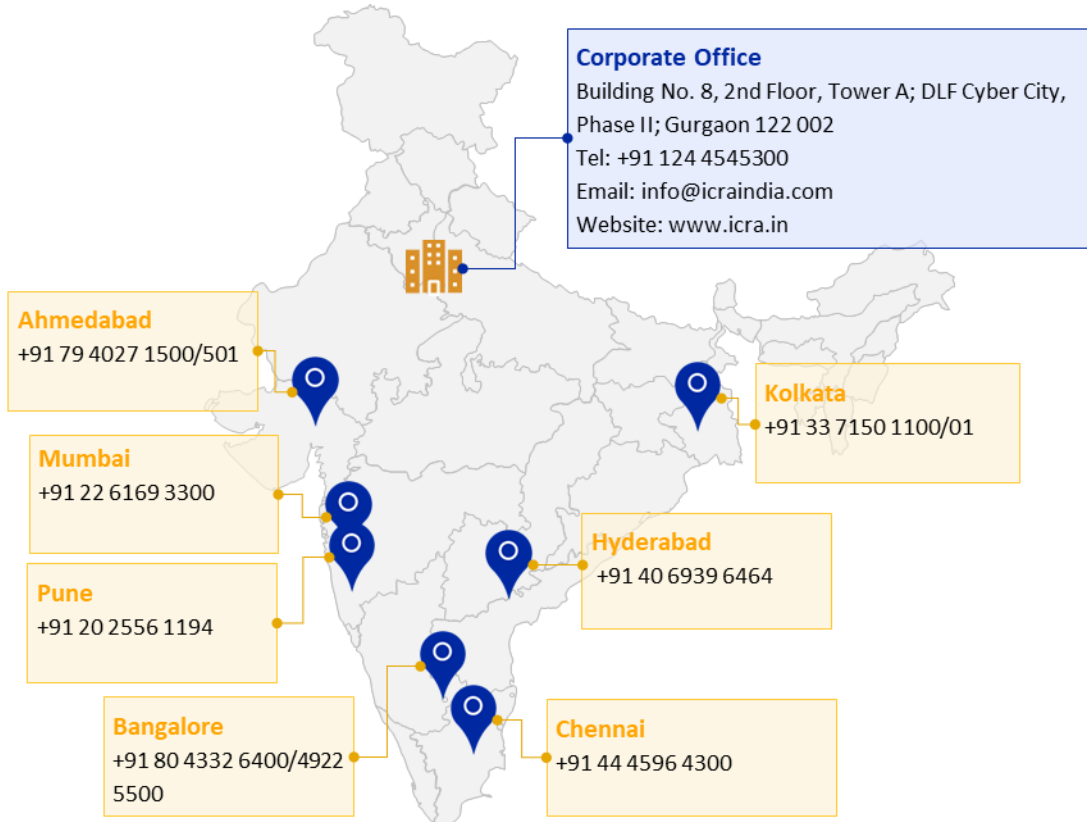 Corporate Office
Building No. 8, 2nd Floor, Tower A; DLF Cyber City,
Phase II; Gurgaon 122 002
Tel: +91 124 4545300
Email: info@icraindia.com
Website: www.icra.in
Ahmedabad
+91 79 4027 1500/501
Kolkata
+91 33 7150 1100/01
Mumbai
+91 22 6169 3300
Hyderabad
+91 40 6939 6464
Pune
+91 20 2556 1194
Bangalore
+91 80 4332 6400/4922
5500
Chennai
+91 44 4596 4300